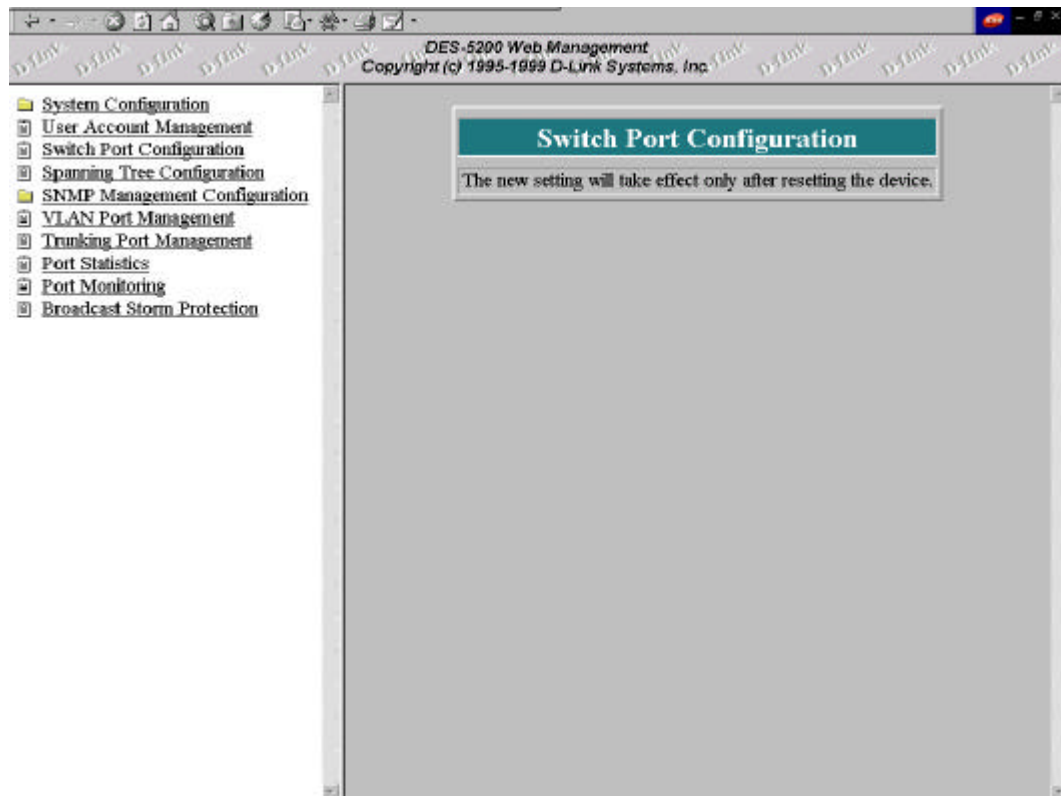 DES-5200 Web Management
Copyright (c) 1995-1999 D-Link Systems, Inc
System Configuration
User Account Management
Switch Port Configuration
Spanning Tree Configuration
SNMP Management Configuration
VLAN Port Management
Trunking Port Management
Port Statistics
Port Monitoring
Broadcast Storm Protection
Switch Port Configuration
The new setting will take effect only after resetting the device.